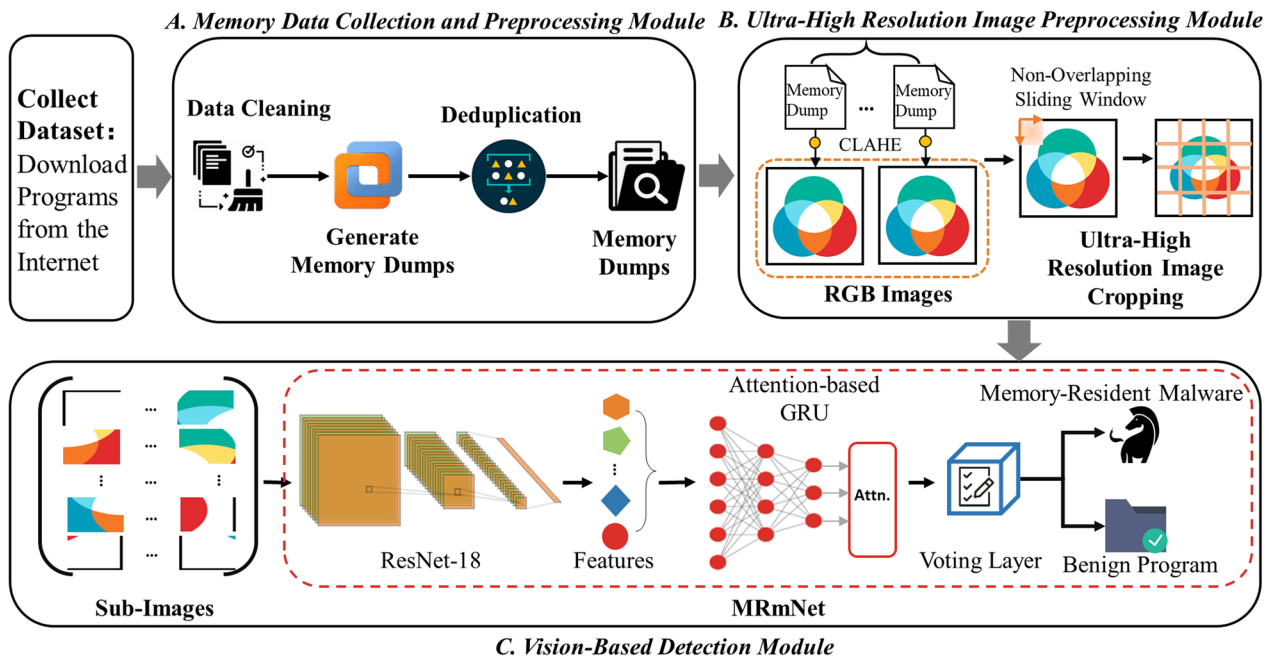 A. Memory Data Collection and Preprocessing Module
B. Ultra-High Resolution Image Preprocessing Module
Collect
Dataset:
Download
Programs
from the
Internet
Data Cleaning
Generate
Memory Dumps
Deduplication
Memory
Dumps
Memory
Dump
...
Memory
Dump
CLAHE
RGB Images
Non-Overlapping
Sliding Window
Ultra-High
Resolution Image
Cropping
...
...
...
...
...
...
Sub-Images
ResNet-18
...
Features
Attention-based
GRU
Attn.
Voting Layer
Memory-Resident Malware
Benign Program
MRmNet
C. Vision-Based Detection Module